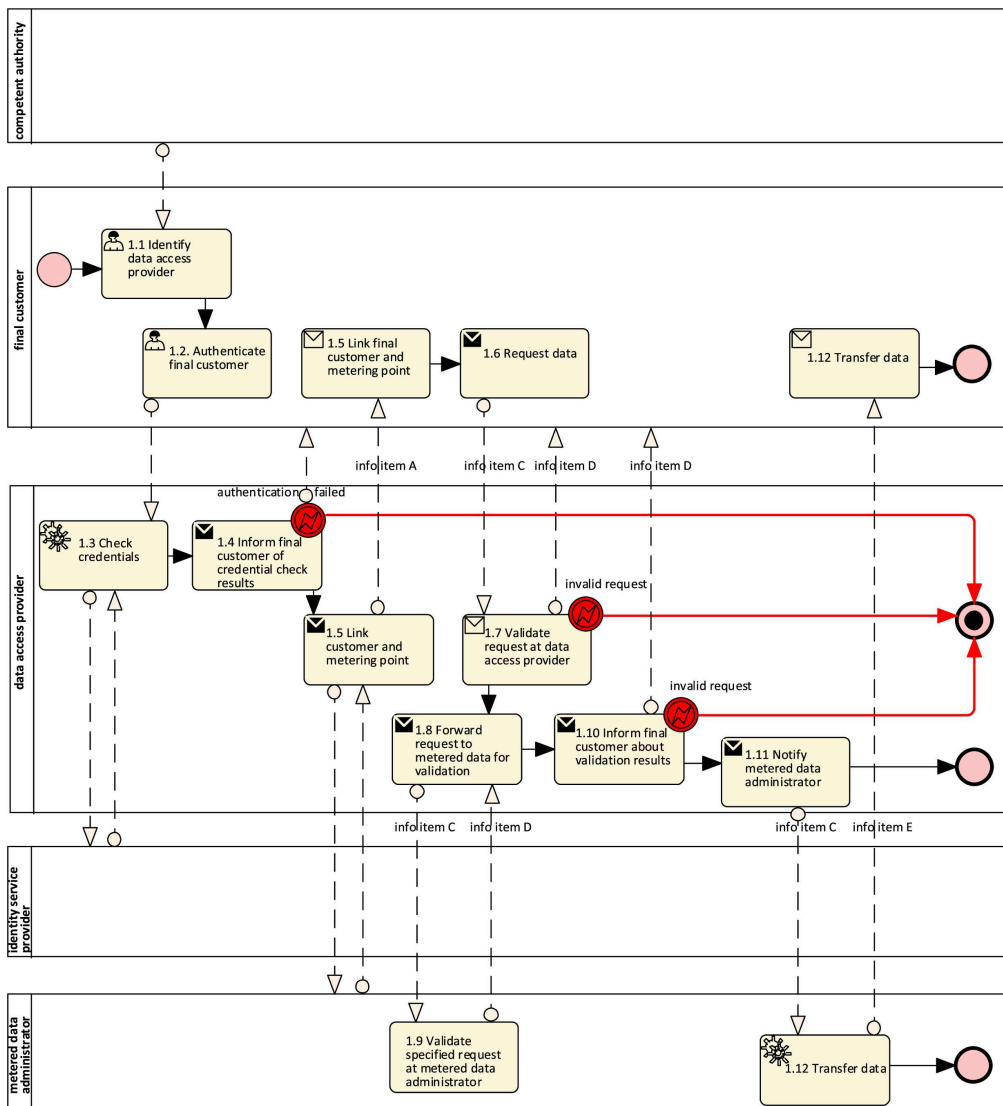 competent authority
final customer
1.1 Identify
data access
provider
1.2. Authenticate
final customer
1.5 Link final
customer and
metering point
1.6 Request data
1.12 Transfer data
info item A
info item C
info item D
info item D
data access provider
authentication failed
1.3 Check
credentials
1.4 Inform final
customer of
credential check
results
invalid request
1.5 Link
customer and
metering point
1.7 Validate
request at data
access provider
invalid request
1.8 Forward
request to
metered data for
validation
1.10 Inform final
customer about
validation results
1.11 Notify
metered data
administrator
info item C
info item D
info item C
info item E
identity service
provider
metered data
administrator
1.9 Validate
specified request
at metered data
administrator
1.12 Transfer data